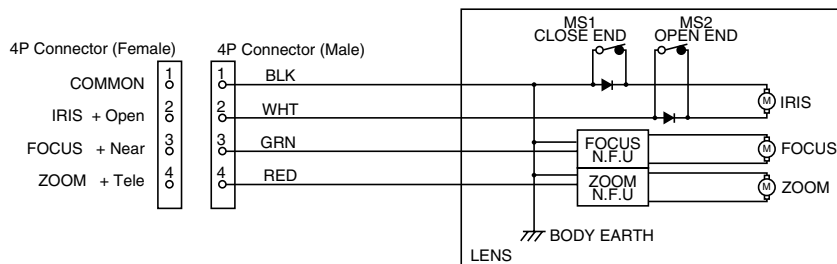 MS1
CLOSE END
MS2
OPEN END
4P Connector (Female)
4P Connector (Male)
COMMON
1
1
BLK
IRIS + Open
2
2
WHT
M
IRIS
FOCUS + Near
3
3
GRN
FOCUS
N.F.U
M
FOCUS
ZOOM + Tele
4
4
RED
ZOOM
N.F.U
M
ZOOM
BODY EARTH
LENS